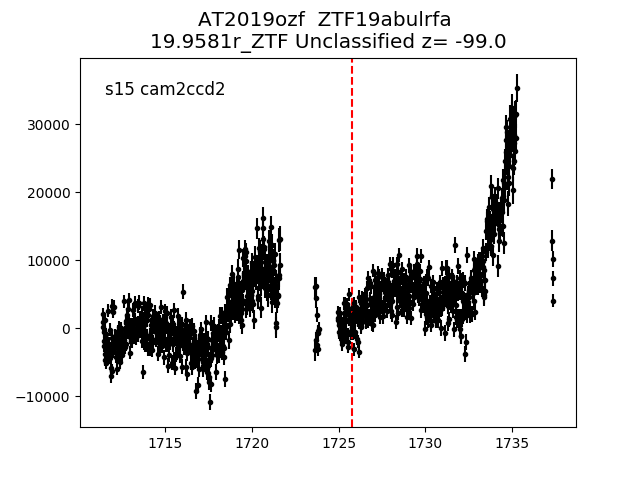 AT2019ozf  ZTF19abulrfa
19.9581r_ZTF Unclassified z= -99.0
s15 cam2ccd2
30000
20000
10000
0
−10000
1715 1720 1725 1730 1735